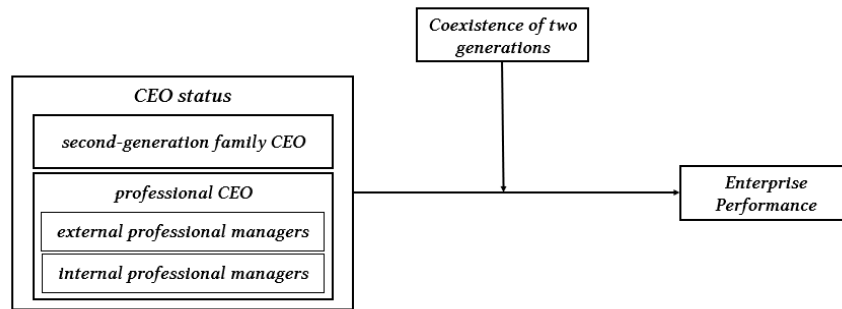 Coexistence of two
generations
CEO status
second-generation family CEO
professional CEO
external professional managers
internal professional managers
Enterprise
Performance